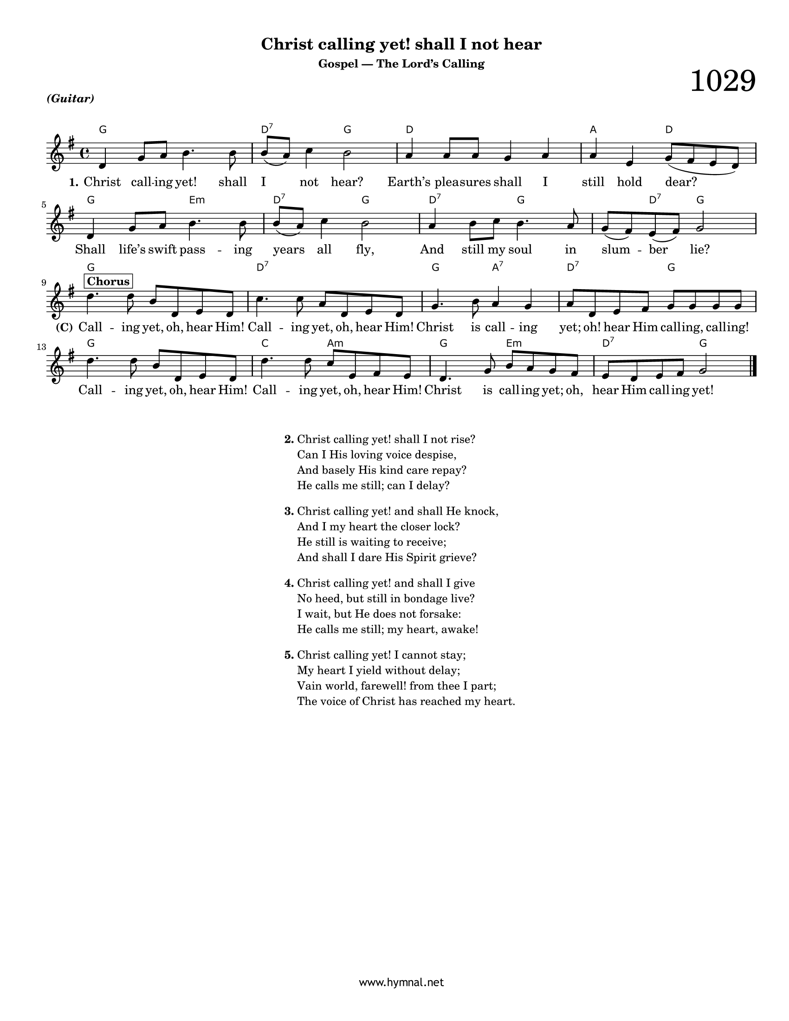 Christ calling yet! shall I not hear
Gospel — The Lord's Calling
1029
(Guitar)
G D7 G D A D
1. Christ call-ing yet! shall I not hear? Earth's pleasures shall I still hold dear?
5
G Em D7 G D7 G D7 G
Shall life's swift pass - ing years all fly, And still my soul in slum - ber lie?
9
G D7 G A7 D7 G
Chorus
(C) Call - ing yet, oh, hear Him! Call - ing yet, oh, hear Him! Christ is call - ing yet; oh! hear Him calling, calling!
13
G C Am G Em D7 G
Call - ing yet, oh, hear Him! Call - ing yet, oh, hear Him! Christ is calling yet; oh, hear Him calling yet!
2. Christ calling yet! shall I not rise?
Can I His loving voice despise,
And basely His kind care repay?
He calls me still; can I delay?
3. Christ calling yet! and shall He knock,
And I my heart the closer lock?
He still is waiting to receive;
And shall I dare His Spirit grieve?
4. Christ calling yet! and shall I give
No heed, but still in bondage live?
I wait, but He does not forsake:
He calls me still; my heart, awake!
5. Christ calling yet! I cannot stay;
My heart I yield without delay;
Vain world, farewell! from thee I part;
The voice of Christ has reached my heart.
www.hymnal.net